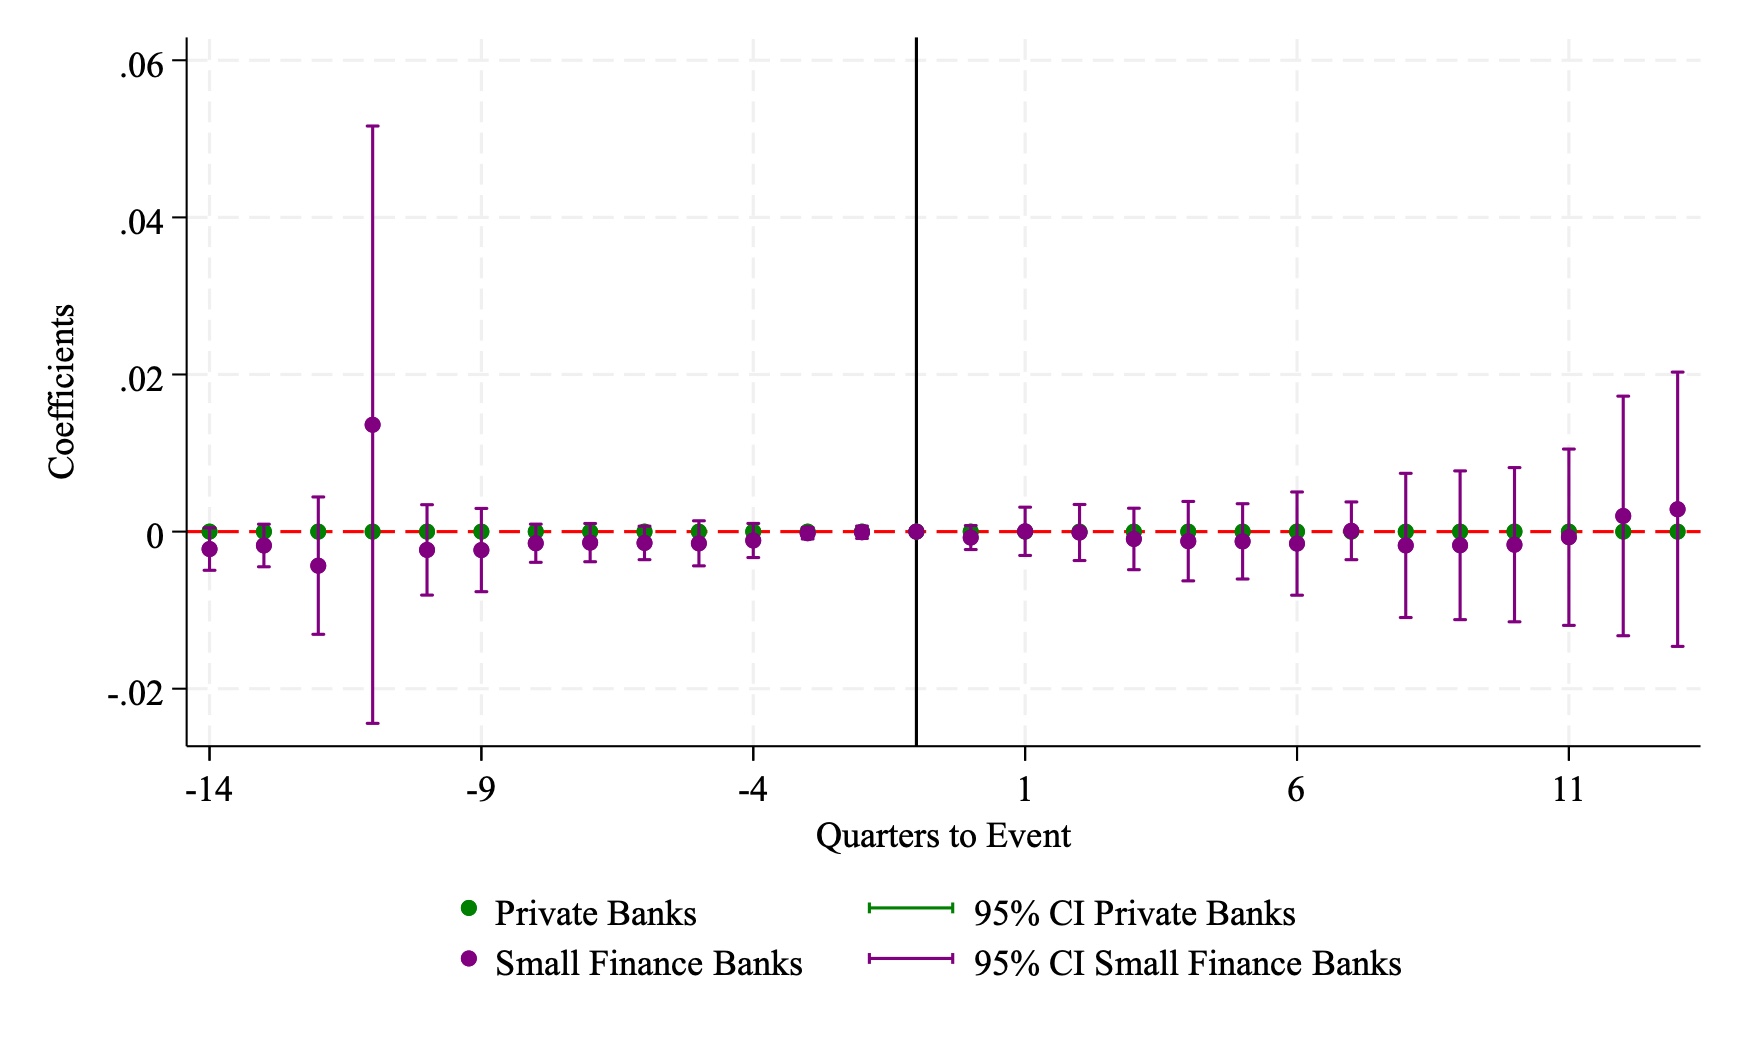 .06
.04
.02
0
-.02
Coefficients
-14 -9 -4 1 6 11
Quarters to Event
Private Banks 95% CI Private Banks
Small Finance Banks 95% CI Small Finance Banks